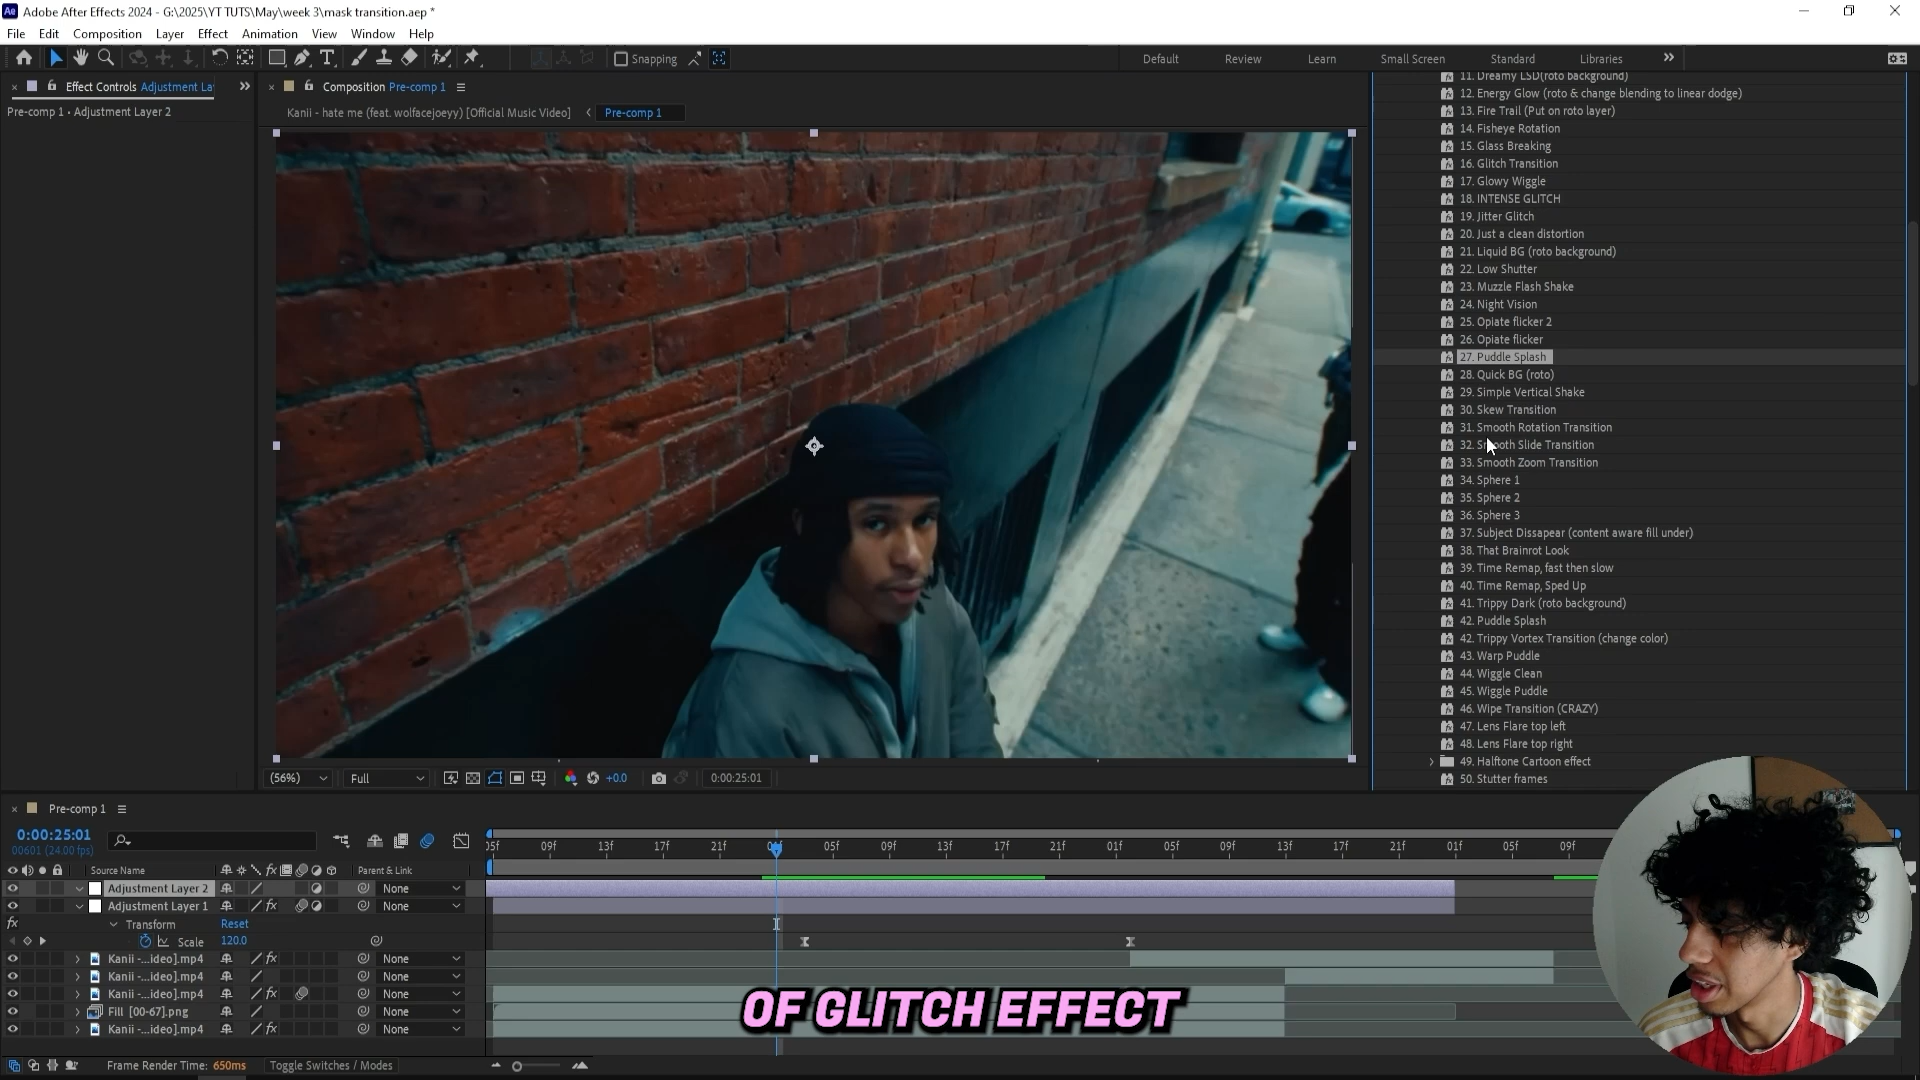 Ae Adobe After Effects 2024 - G:\2025\YT TUTS\May\week 3\mask transition.aep *
File Edit Composition Layer Effect Animation View Window Help
Snapping
Default Review Learn Small Screen Standard Libraries
Effect Controls Adjustment La
Pre-comp 1 • Adjustment Layer 2
Composition Pre-comp 1
Kanii - hate me (feat. wolfacejoeyy) [Official Music Video] Pre-comp 1
11. Dreamy LSD(roto background)
12. Energy Glow (roto & change blending to linear dodge)
13. Fire Trail (Put on roto layer)
14. Fisheye Rotation
15. Glass Breaking
16. Glitch Transition
17. Glowy Wiggle
18. INTENSE GLITCH
19. Jitter Glitch
20. Just a clean distortion
21. Liquid BG (roto background)
22. Low Shutter
23. Muzzle Flash Shake
24. Night Vision
25. Opiate flicker 2
26. Opiate flicker
27. Puddle Splash
28. Quick BG (roto)
29. Simple Vertical Shake
30. Skew Transition
31. Smooth Rotation Transition
32. Smooth Slide Transition
33. Smooth Zoom Transition
34. Sphere 1
35. Sphere 2
36. Sphere 3
37. Subject Dissapear (content aware fill under)
38. That Brainrot Look
39. Time Remap, fast then slow
40. Time Remap, Sped Up
41. Trippy Dark (roto background)
42. Puddle Splash
42. Trippy Vortex Transition (change color)
43. Warp Puddle
44. Wiggle Clean
45. Wiggle Puddle
46. Wipe Transition (CRAZY)
47. Lens Flare top left
48. Lens Flare top right
49. Halftone Cartoon effect
50. Stutter frames
(56%) Full +0.0 0:00:25:01
Pre-comp 1
0:00:25:01
00601 (24.00 fps)
05f 09f 13f 17f 21f 05f 09f 13f 17f 21f 01f 05f 09f 13f 17f 21f 01f 05f 09f
Source Name Parent & Link
Adjustment Layer 2 None
Adjustment Layer 1 None
Transform Reset
Scale 120.0
Kanii -...ideo].mp4 None
Kanii -...ideo].mp4 None
Kanii -...ideo].mp4 None
Fill [00-67].png None
Kanii -...ideo].mp4 None
OF GLITCH EFFECT
Frame Render Time: 650ms Toggle Switches / Modes